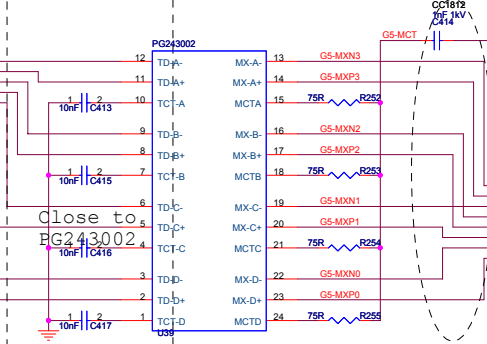 CC1812
1nF 1kV
C414
G5-MCT
PG243002
12 TD-A- MX-A- 13 G5-MXN3
11 TD-A+ MX-A+ 14 G5-MXP3
10nF 1 2 C413 10 TCT-A MCTA 15 75R R252
9 TD-B- MX-B- 16 G5-MXN2
8 TD-B+ MX-B+ 17 G5-MXP2
10nF 1 2 C415 7 TCT-B MCTB 18 75R R253
6 TD-C- MX-C- 19 G5-MXN1
Close to
5 TD-C+ MX-C+ 20 G5-MXP1
PG243002
10nF 1 2 C416 4 TCT-C MCTC 21 75R R254
3 TD-D- MX-D- 22 G5-MXN0
2 TD-D+ MX-D+ 23 G5-MXP0
10nF 1 2 C417 1 TCT-D MCTD 24 75R R255
U39